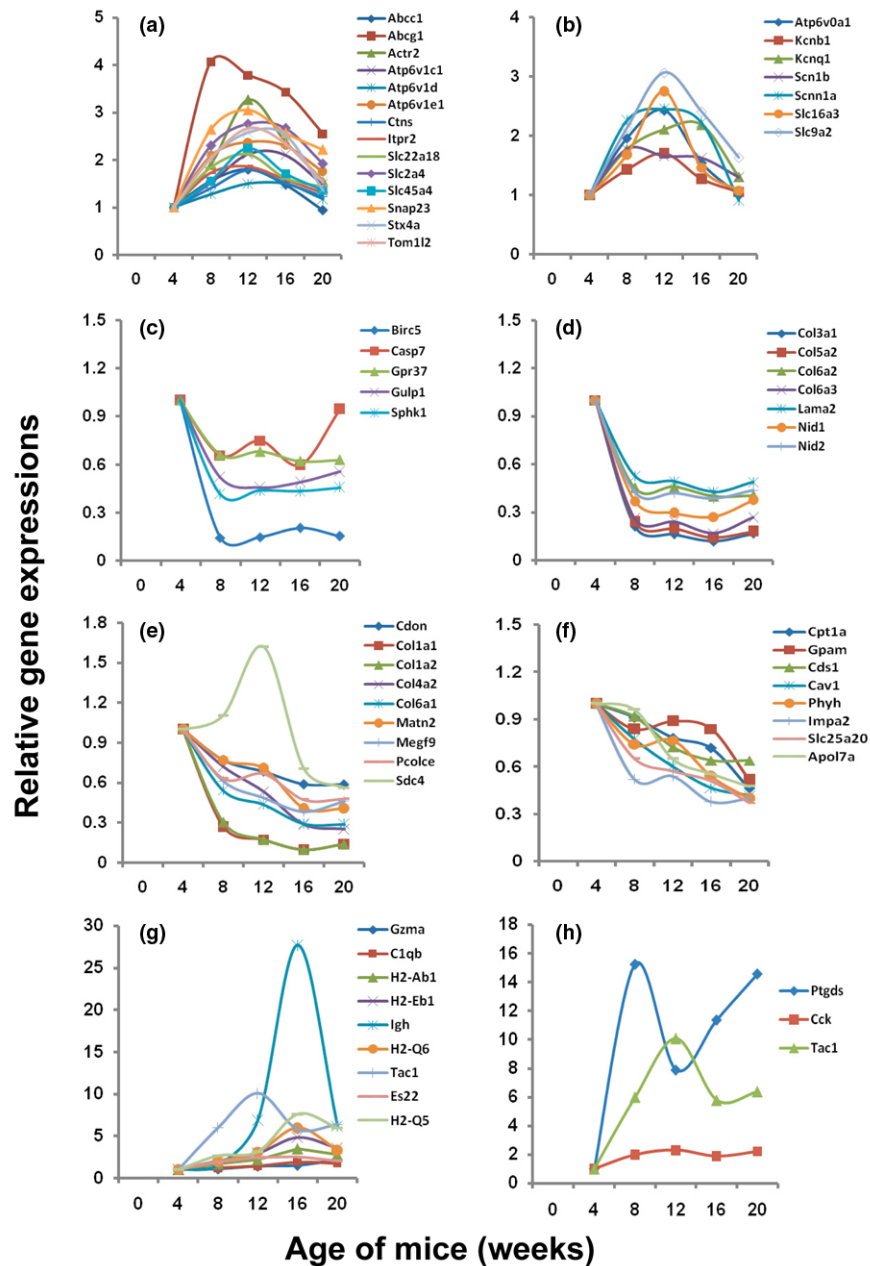 Relative gene expressions
(a)
5
4
3
2
1
0
0 4 8 12 16 20
Abcc1
Abcg1
Actr2
Atp6v1c1
Atp6v1d
Atp6v1e1
Ctns
Itpr2
Slc22a18
Slc2a4
Slc45a4
Snap23
Stx4a
Tom1l2
(b)
4
3
2
1
0
0 4 8 12 16 20
Atp6v0a1
Kcnb1
Kcnq1
Scn1b
Scnn1a
Slc16a3
Slc9a2
(c)
1.5
1.2
0.9
0.6
0.3
0
0 4 8 12 16 20
Birc5
Casp7
Gpr37
Gulp1
Sphk1
(d)
1.5
1.2
0.9
0.6
0.3
0
0 4 8 12 16 20
Col3a1
Col5a2
Col6a2
Col6a3
Lama2
Nid1
Nid2
(e)
1.8
1.5
1.2
0.9
0.6
0.3
0
0 4 8 12 16 20
Cdon
Col1a1
Col1a2
Col4a2
Col6a1
Matn2
Megf9
Pcolce
Sdc4
(f)
1.5
1.2
0.9
0.6
0.3
0
0 4 8 12 16 20
Cpt1a
Gpam
Cds1
Cav1
Phyh
Impa2
Slc25a20
Apol7a
(g)
30
25
20
15
10
5
0
0 4 8 12 16 20
Gzma
C1qb
H2-Ab1
H2-Eb1
Igh
H2-Q6
Tac1
Es22
H2-Q5
(h)
18
16
14
12
10
8
6
4
2
0
0 4 8 12 16 20
Ptgds
Cck
Tac1
Age of mice (weeks)